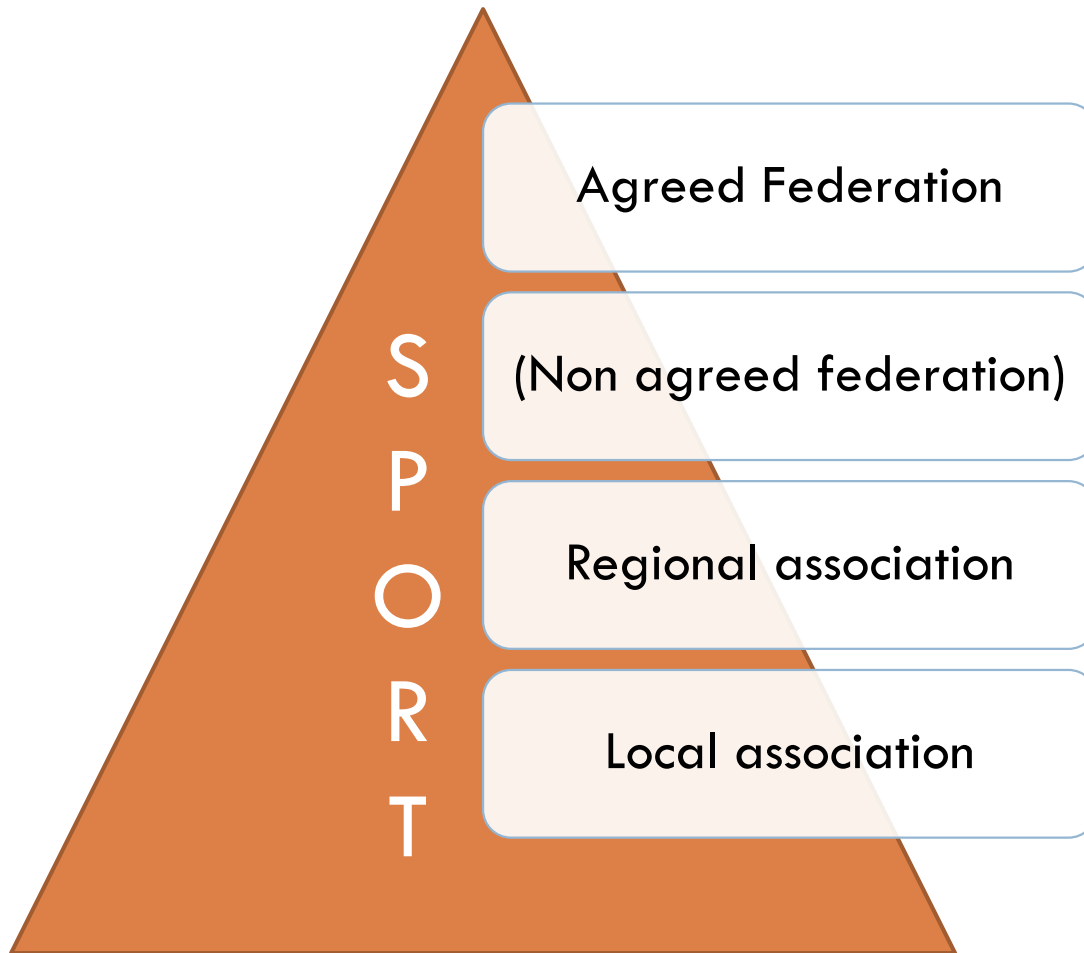 S
P
O
R
T
Agreed Federation
(Non agreed federation)
Regional association
Local association